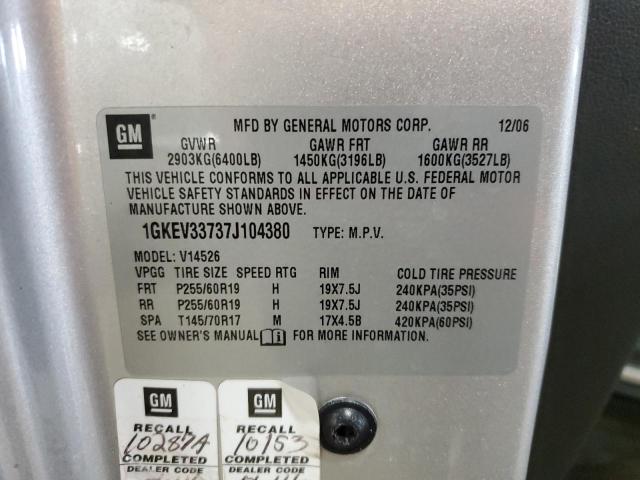 GM
MFD BY GENERAL MOTORS CORP. 12/06
GVWR GAWR FRT GAWR RR
2903KG(6400LB) 1450KG(3196LB) 1600KG(3527LB)
THIS VEHICLE CONFORMS TO ALL APPLICABLE U.S. FEDERAL MOTOR
VEHICLE SAFETY STANDARDS IN EFFECT ON THE DATE OF
MANUFACTURE SHOWN ABOVE.
1GKEV33737J104380 TYPE: M.P.V.
MODEL: V14526
VPGG TIRE SIZE SPEED RTG RIM COLD TIRE PRESSURE
FRT P255/60R19 H 19X7.5J 240KPA(35PSI)
RR P255/60R19 H 19X7.5J 240KPA(35PSI)
SPA T145/70R17 M 17X4.5B 420KPA(60PSI)
SEE OWNER'S MANUAL FOR MORE INFORMATION.
GM
RECALL
10287A
COMPLETED
DEALER CODE
GM
RECALL
10153
COMPLETED
DEALER CODE